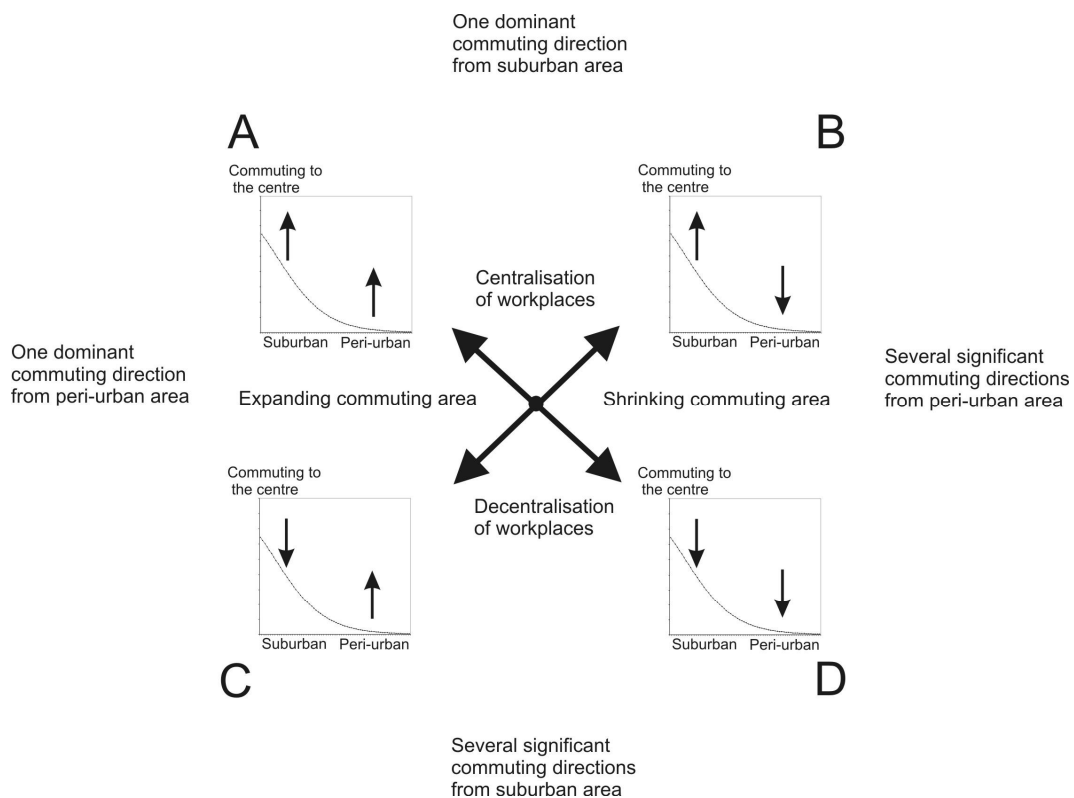 One dominant
commuting direction
from suburban area
A
B
Commuting to
the centre
Suburban
Peri-urban
Commuting to
the centre
Suburban
Peri-urban
Centralisation
of workplaces
One dominant
commuting direction
from peri-urban area
Expanding commuting area
Shrinking commuting area
Several significant
commuting directions
from peri-urban area
Commuting to
the centre
Suburban
Peri-urban
Decentralisation
of workplaces
Commuting to
the centre
Suburban
Peri-urban
C
D
Several significant
commuting directions
from suburban area